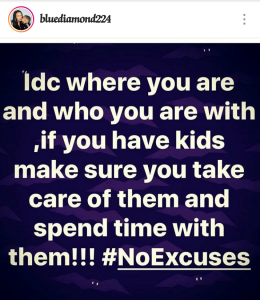 bluediamond224
Idc where you are
and who you are with
,if you have kids
make sure you take
care of them and
spend time with
them!!! #NoExcuses